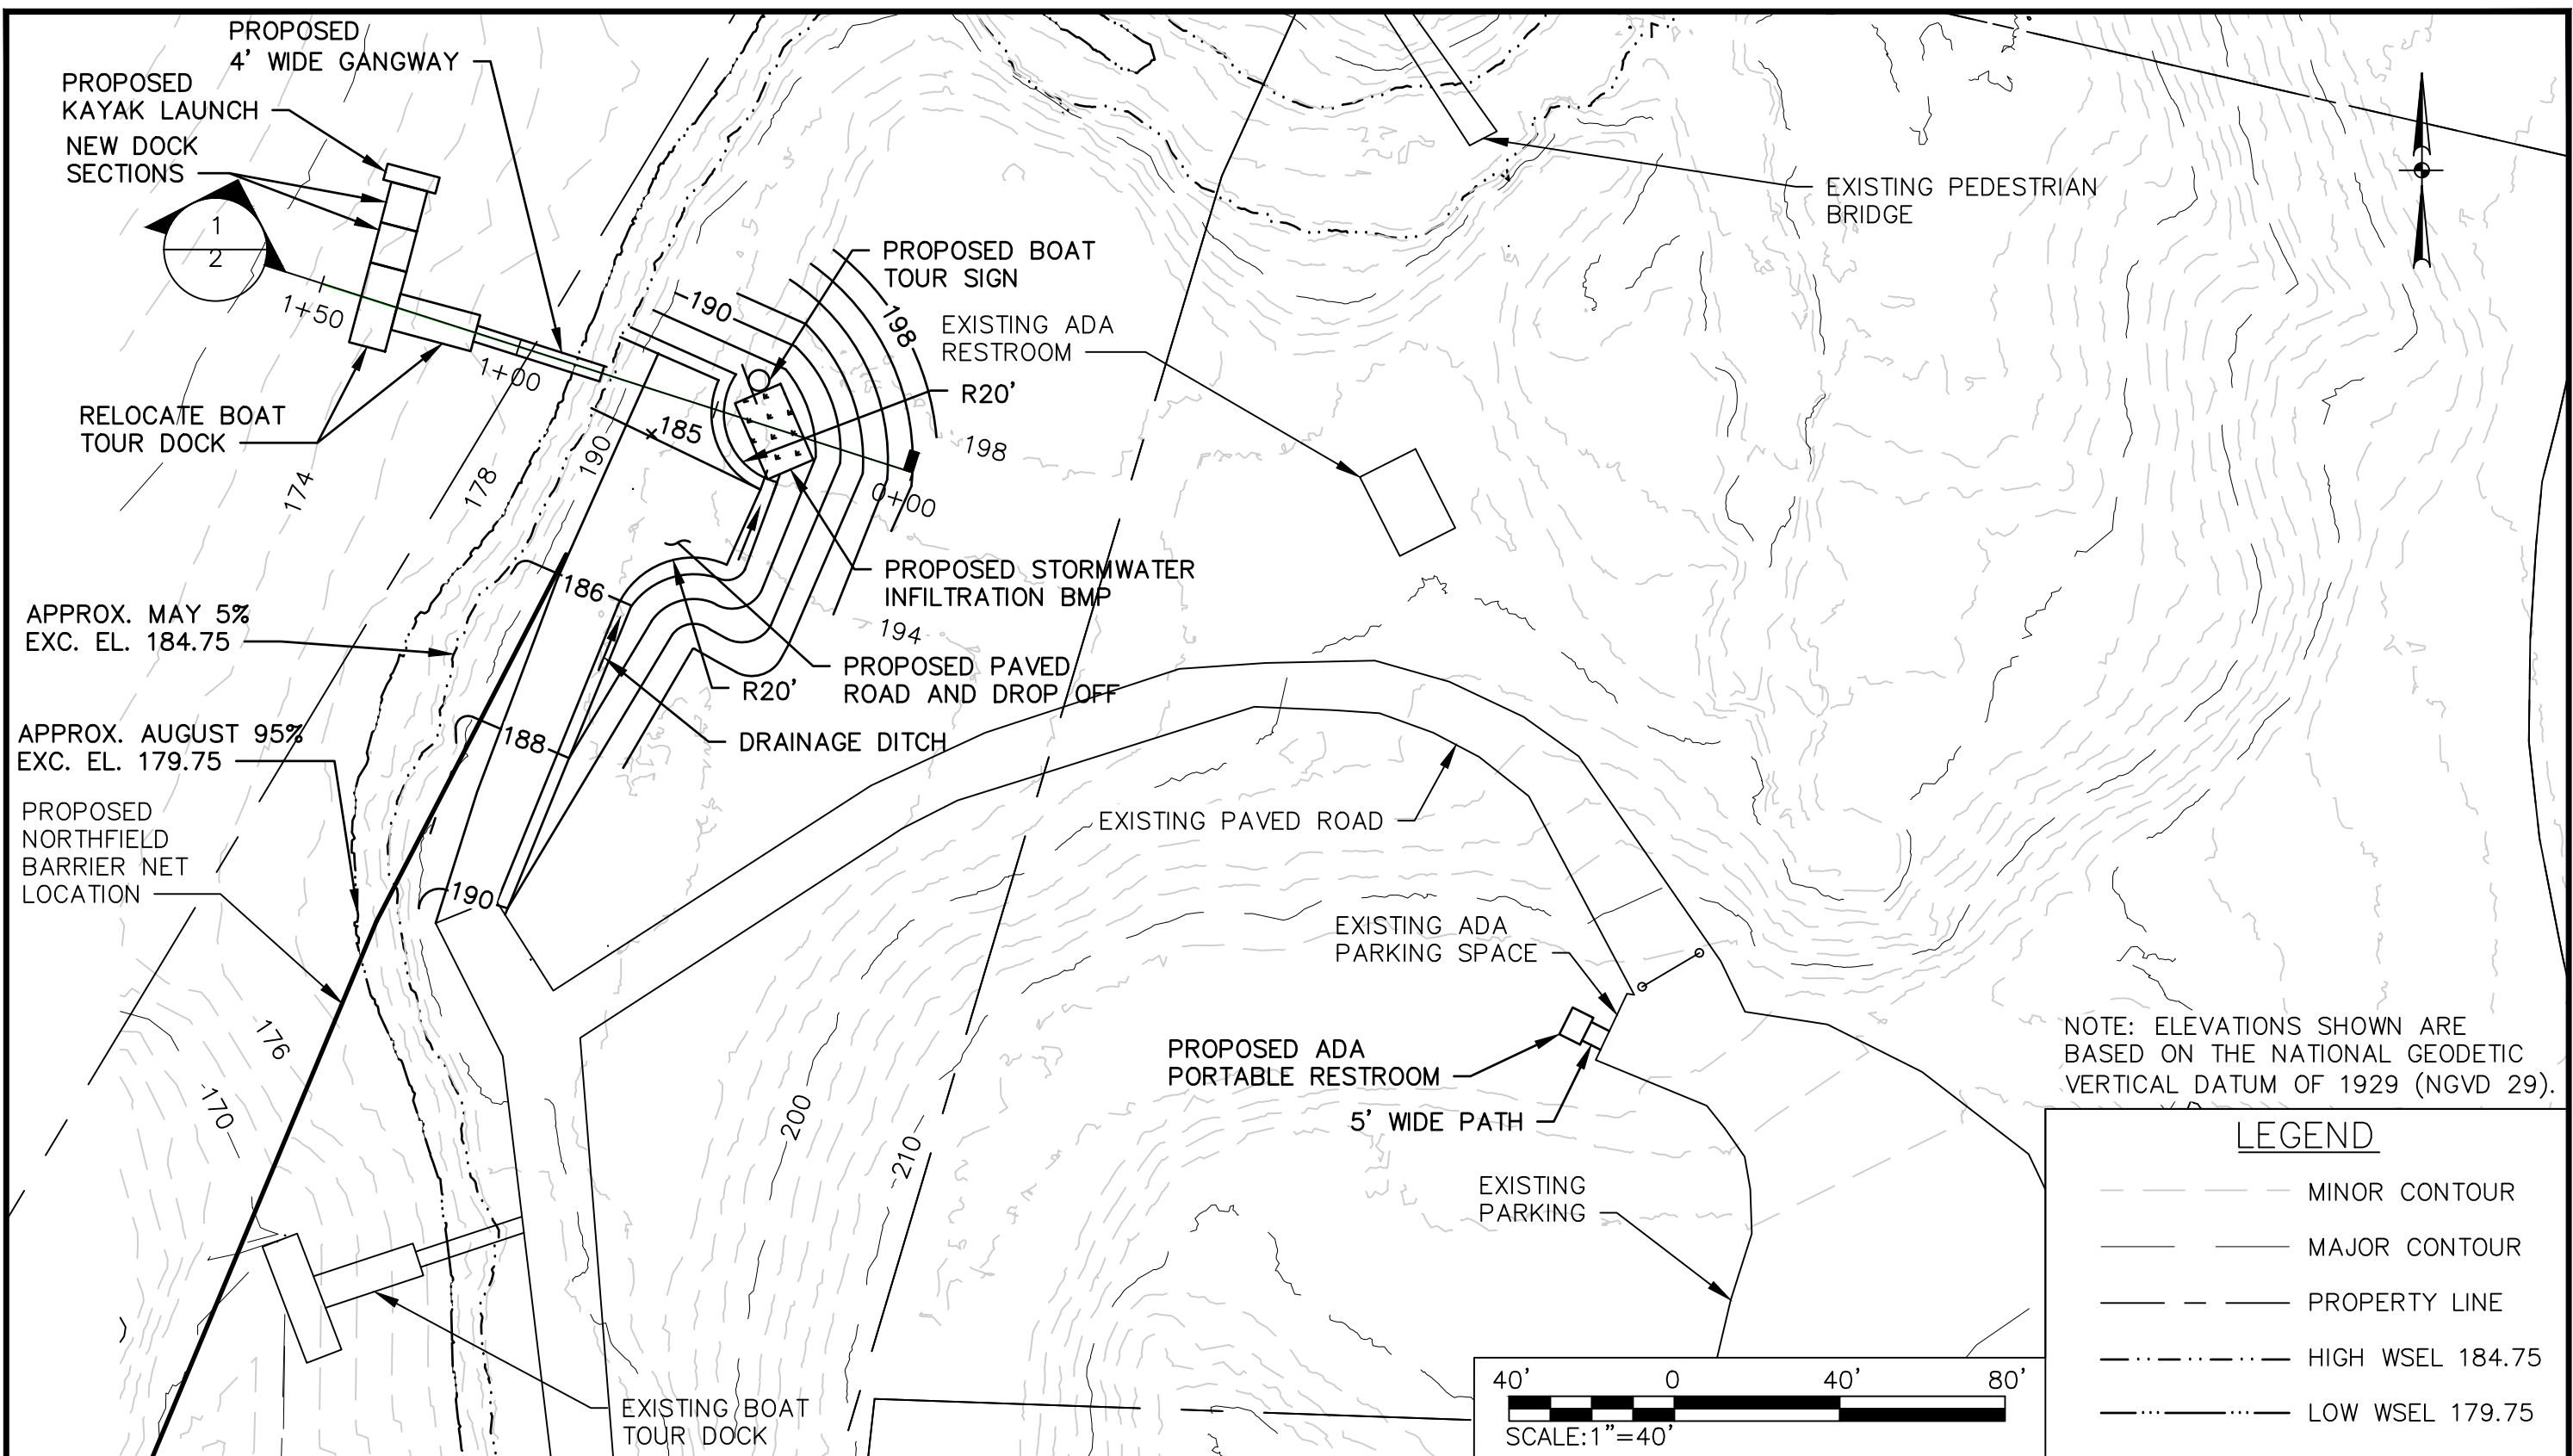 PROPOSED
4' WIDE GANGWAY
PROPOSED
KAYAK LAUNCH
NEW DOCK
SECTIONS
1
2
1+50
1+00
0+00
RELOCATE BOAT
TOUR DOCK
174
178
190
190
198
198
185
PROPOSED BOAT
TOUR SIGN
EXISTING ADA
RESTROOM
R20'
EXISTING PEDESTRIAN
BRIDGE
PROPOSED STORMWATER
INFILTRATION BMP
194
PROPOSED PAVED
ROAD AND DROP OFF
R20'
DRAINAGE DITCH
186
188
190
APPROX. MAY 5%
EXC. EL. 184.75
APPROX. AUGUST 95%
EXC. EL. 179.75
PROPOSED
NORTHFIELD
BARRIER NET
LOCATION
176
170
200
210
EXISTING PAVED ROAD
EXISTING ADA
PARKING SPACE
PROPOSED ADA
PORTABLE RESTROOM
5' WIDE PATH
EXISTING
PARKING
EXISTING BOAT
TOUR DOCK
NOTE: ELEVATIONS SHOWN ARE
BASED ON THE NATIONAL GEODETIC
VERTICAL DATUM OF 1929 (NGVD 29).
LEGEND
MINOR CONTOUR
MAJOR CONTOUR
PROPERTY LINE
HIGH WSEL 184.75
LOW WSEL 179.75
40' 0 40' 80'
SCALE:1"=40'